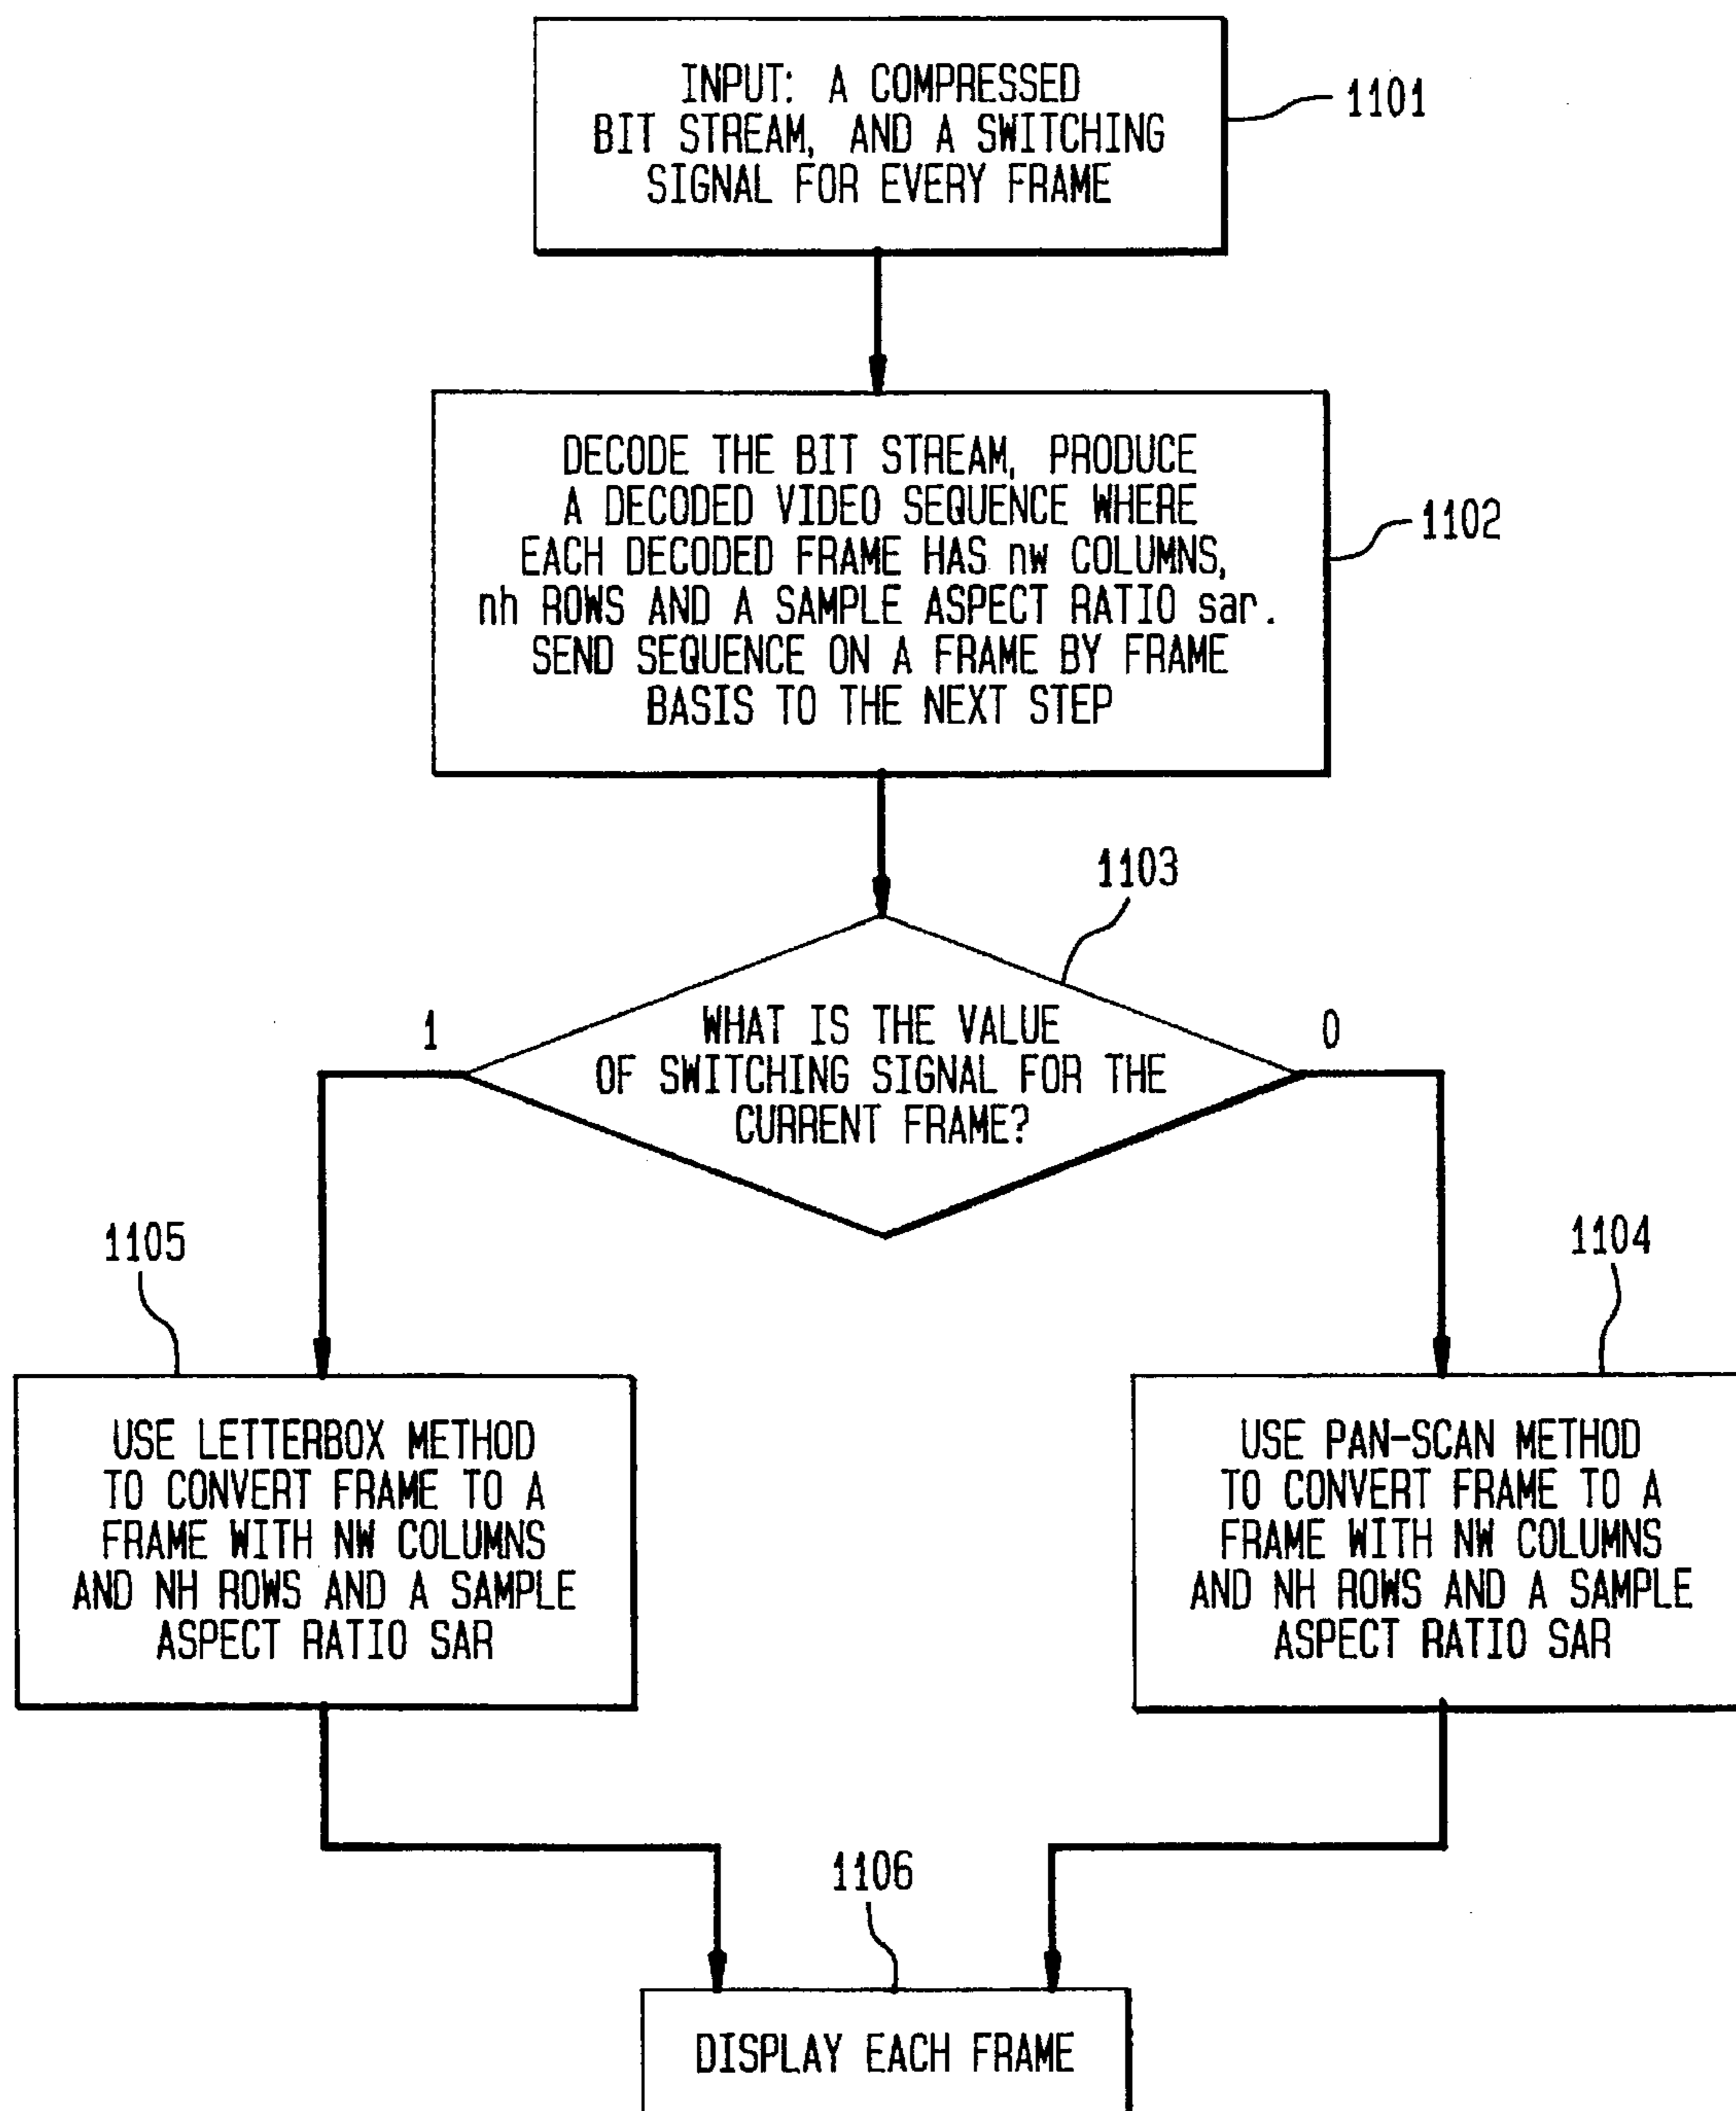 INPUT: A COMPRESSED
BIT STREAM, AND A SWITCHING
SIGNAL FOR EVERY FRAME
1101
DECODE THE BIT STREAM, PRODUCE
A DECODED VIDEO SEQUENCE WHERE
EACH DECODED FRAME HAS nw COLUMNS,
nh ROWS AND A SAMPLE ASPECT RATIO sar.
SEND SEQUENCE ON A FRAME BY FRAME
BASIS TO THE NEXT STEP
1102
1103
WHAT IS THE VALUE
OF SWITCHING SIGNAL FOR THE
CURRENT FRAME?
1
0
1105
USE LETTERBOX METHOD
TO CONVERT FRAME TO A
FRAME WITH NW COLUMNS
AND NH ROWS AND A SAMPLE
ASPECT RATIO SAR
1104
USE PAN-SCAN METHOD
TO CONVERT FRAME TO A
FRAME WITH NW COLUMNS
AND NH ROWS AND A SAMPLE
ASPECT RATIO SAR
1106
DISPLAY EACH FRAME